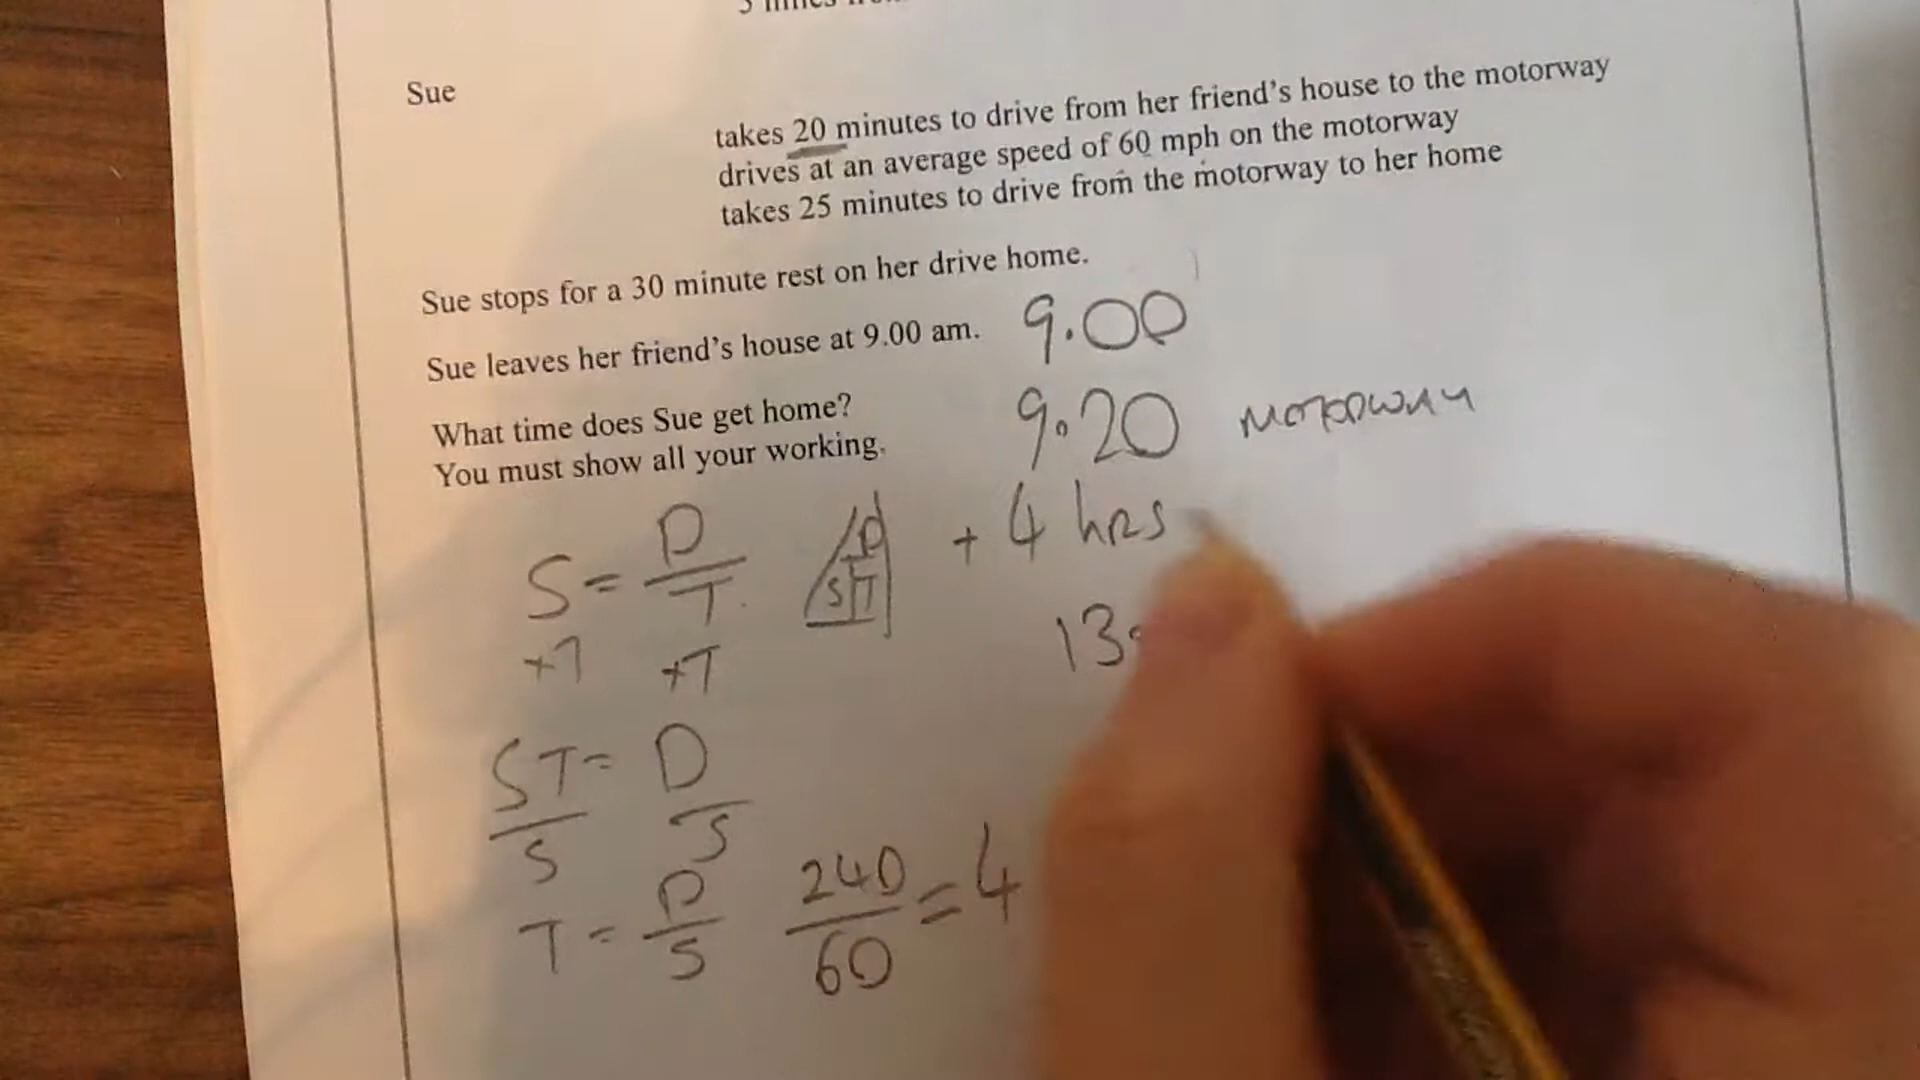 Sue
takes 20 minutes to drive from her friend's house to the motorway
drives at an average speed of 60 mph on the motorway
takes 25 minutes to drive from the motorway to her home
Sue stops for a 30 minute rest on her drive home.
Sue leaves her friend's house at 9.00 am.
9.00
What time does Sue get home?
You must show all your working.
9.20 MOTORWAY
S = D/T
D
S T
+ 4 hrs
×T ×T
13
ST/S = D/S
T = D/S
240/60 = 4